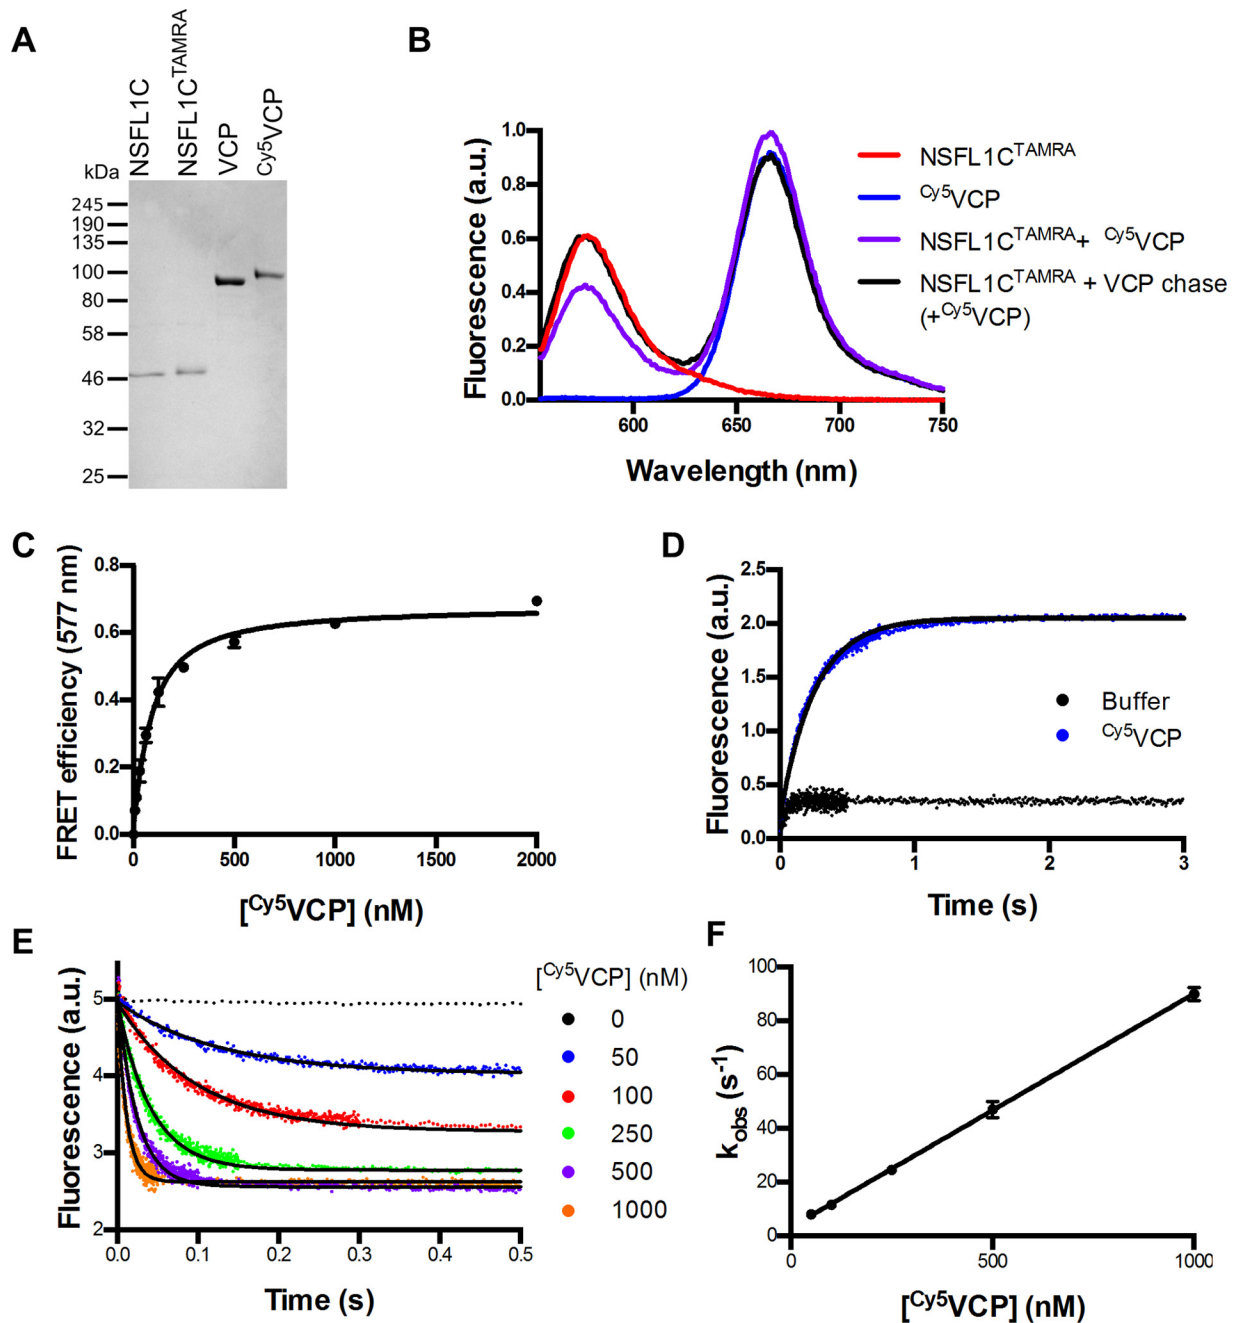 A
NSFL1C
NSFL1C^TAMRA
VCP
Cy5VCP
kDa
245
190
135
100
80
58
46
32
25
B
Fluorescence (a.u.)
1.0
0.8
0.6
0.4
0.2
0.0
600
650
700
750
Wavelength (nm)
NSFL1C^TAMRA
Cy5VCP
NSFL1C^TAMRA+ Cy5VCP
NSFL1C^TAMRA + VCP chase
(+Cy5VCP)
C
FRET efficiency (577 nm)
0.8
0.6
0.4
0.2
0.0
0
500
1000
1500
2000
[Cy5VCP] (nM)
D
Fluorescence (a.u.)
2.5
2.0
1.5
1.0
0.5
0.0
0
1
2
3
Time (s)
Buffer
Cy5VCP
E
Fluorescence (a.u.)
5
4
3
2
0.0
0.1
0.2
0.3
0.4
0.5
Time (s)
[Cy5VCP] (nM)
0
50
100
250
500
1000
F
kobs (s-1)
100
80
60
40
20
0
0
500
1000
[Cy5VCP] (nM)